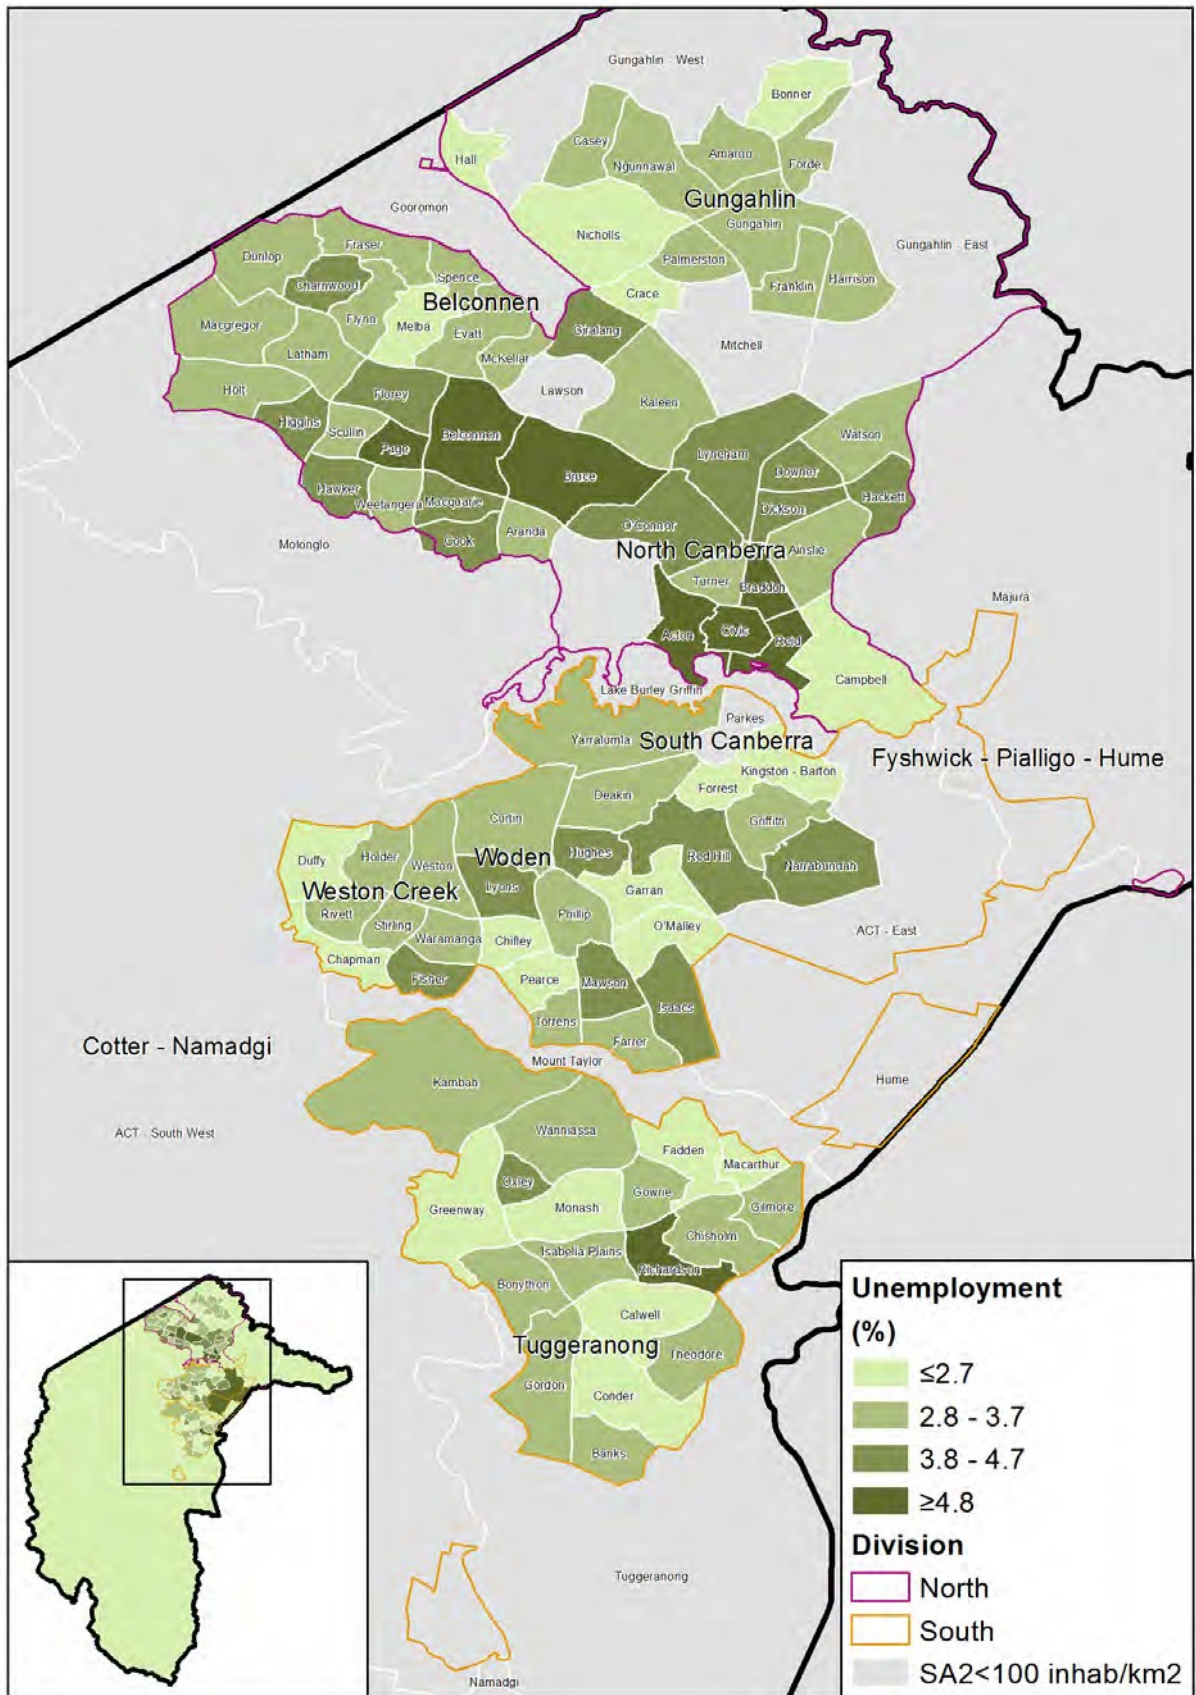 Gungahlin - West
Bonner
Casey
Ngunnawal
Amaroo
Forde
Hall
Gungahlin
Gooromon
Gungahlin
Nicholls
Gungahlin - East
Palmerston
Fraser
Dunlop
Harrison
Spence
Franklin
Charnwood
Crace
Belconnen
Flynn
Macgregor
Melba
Evatt
Giralang
Mitchell
Latham
McKellar
Holt
Florey
Lawson
Kaleen
Higgins
Scullin
Belconnen
Watson
Page
Lyneham
Bruce
Downer
Hawker
Weetangera
Macquarie
Hackett
Dickson
Cook
Aranda
O'Connor
Molonglo
North Canberra
Ainslie
Turner
Braddon
Majura
Acton
Civic
Reid
Campbell
Lake Burley Griffin
Parkes
Yarralumla
South Canberra
Fyshwick - Pialligo - Hume
Kingston - Barton
Forrest
Deakin
Curtin
Griffith
Duffy
Holder
Weston
Woden
Hughes
Red Hill
Narrabundah
Weston Creek
Lyons
Garran
Rivett
Phillip
Stirling
O'Malley
ACT - East
Waramanga
Chifley
Chapman
Fisher
Pearce
Mawson
Isaacs
Torrens
Farrer
Cotter - Namadgi
Mount Taylor
Kambah
Hume
ACT - South West
Wanniassa
Fadden
Macarthur
Oxley
Gowrie
Greenway
Monash
Gilmore
Chisholm
Isabella Plains
Richardson
Bonython
Calwell
Tuggeranong
Theodore
Gordon
Conder
Banks
Tuggeranong
Namadgi
Unemployment
(%)
≤2.7
2.8 - 3.7
3.8 - 4.7
≥4.8
Division
North
South
SA2<100 inhab/km2